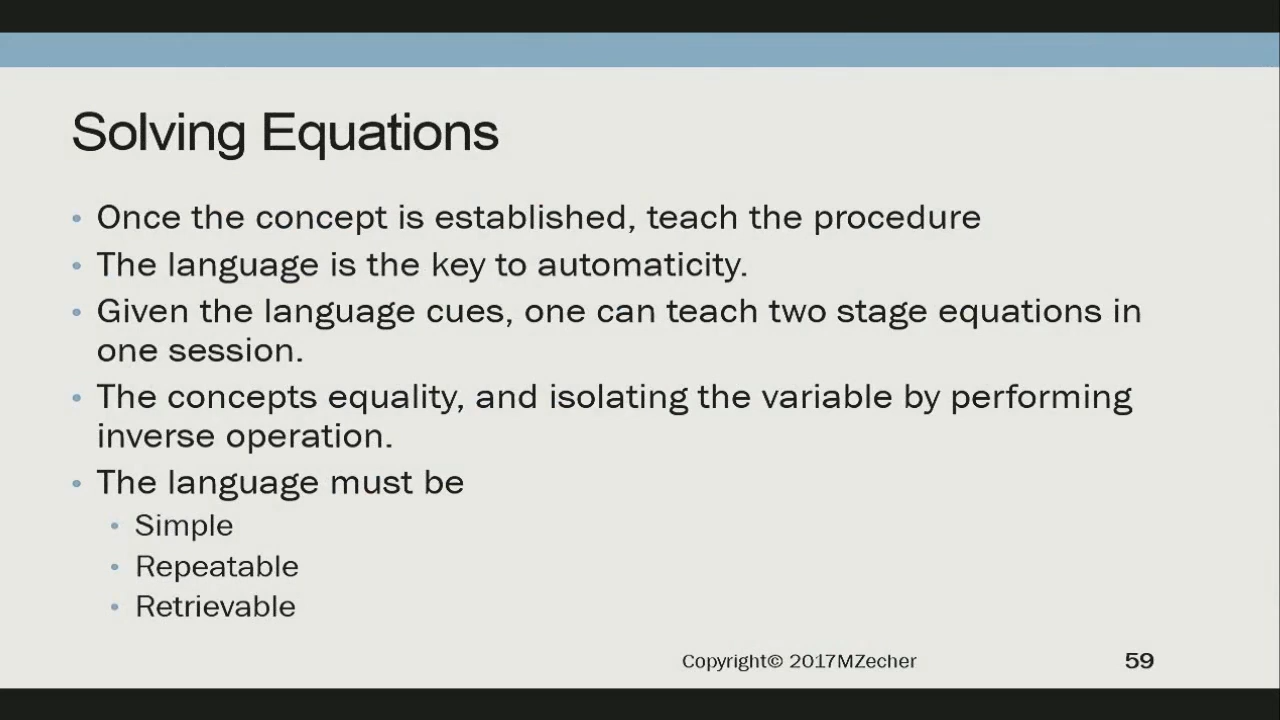 Solving Equations
• Once the concept is established, teach the procedure
• The language is the key to automaticity.
• Given the language cues, one can teach two stage equations in
one session.
• The concepts equality, and isolating the variable by performing
inverse operation.
• The language must be
• Simple
• Repeatable
• Retrievable
Copyright© 2017MZecher
59